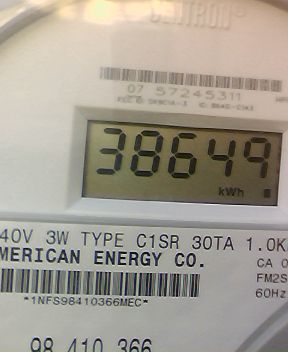 CENTRON®
07 57245311
38649
kWh
40V 3W TYPE C1SR 30TA 1.0K
MERICAN ENERGY CO.
CA 0
FM2S
60Hz
*1NFS98410366MEC*
98 410 366